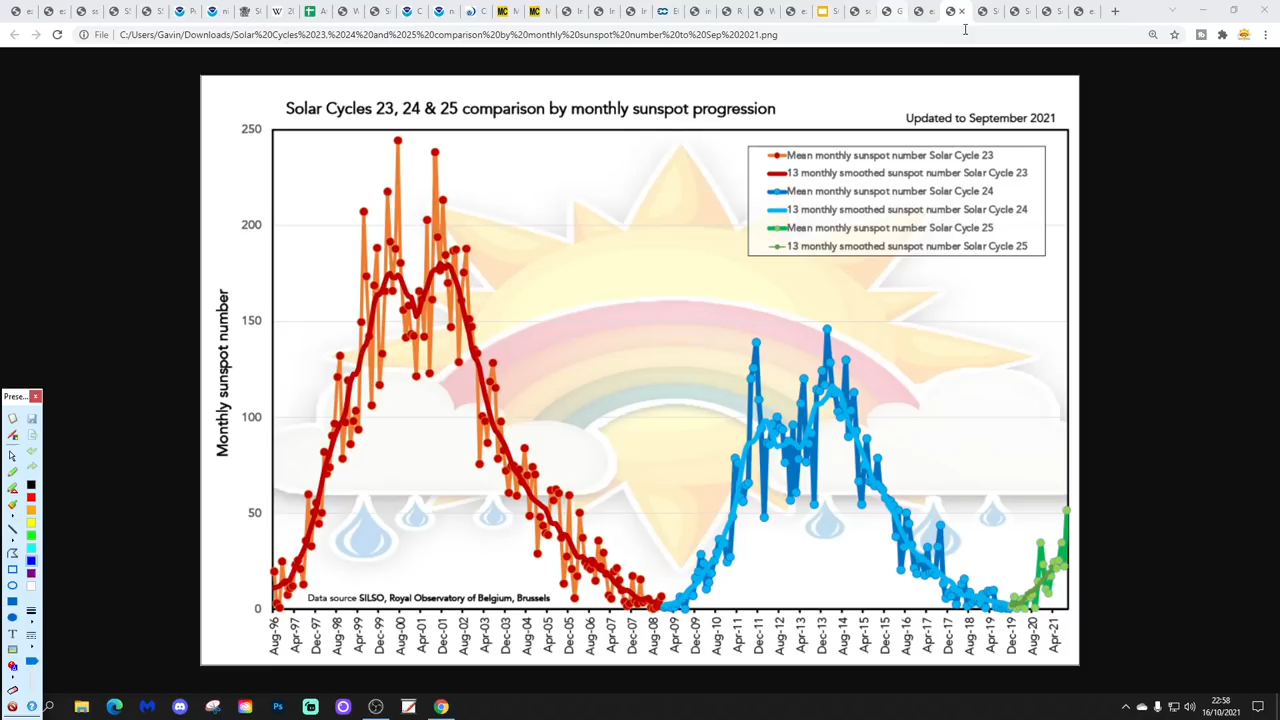 File
C:/Users/Gavin/Downloads/Solar%20Cycles%2023,%2024%20and%2025%20comparison%20by%20monthly%20sunspot%20number%20to%20Sep%202021.png
Solar Cycles 23, 24 & 25 comparison by monthly sunspot progression
Updated to September 2021
Mean monthly sunspot number Solar Cycle 23
13 monthly smoothed sunspot number Solar Cycle 23
Mean monthly sunspot number Solar Cycle 24
13 monthly smoothed sunspot number Solar Cycle 24
Mean monthly sunspot number Solar Cycle 25
13 monthly smoothed sunspot number Solar Cycle 25
Monthly sunspot number
250
200
150
100
50
0
Data source SILSO, Royal Observatory of Belgium, Brussels
Aug-96
Apr-97
Dec-97
Aug-98
Apr-99
Dec-99
Aug-00
Apr-01
Dec-01
Aug-02
Apr-03
Dec-03
Aug-04
Apr-05
Dec-05
Aug-06
Apr-07
Dec-07
Aug-08
Apr-09
Dec-09
Aug-10
Apr-11
Dec-11
Aug-12
Apr-13
Dec-13
Aug-14
Apr-15
Dec-15
Aug-16
Apr-17
Dec-17
Aug-18
Apr-19
Dec-19
Aug-20
Apr-21
Prese...
T
Ps
22:58
16/10/2021